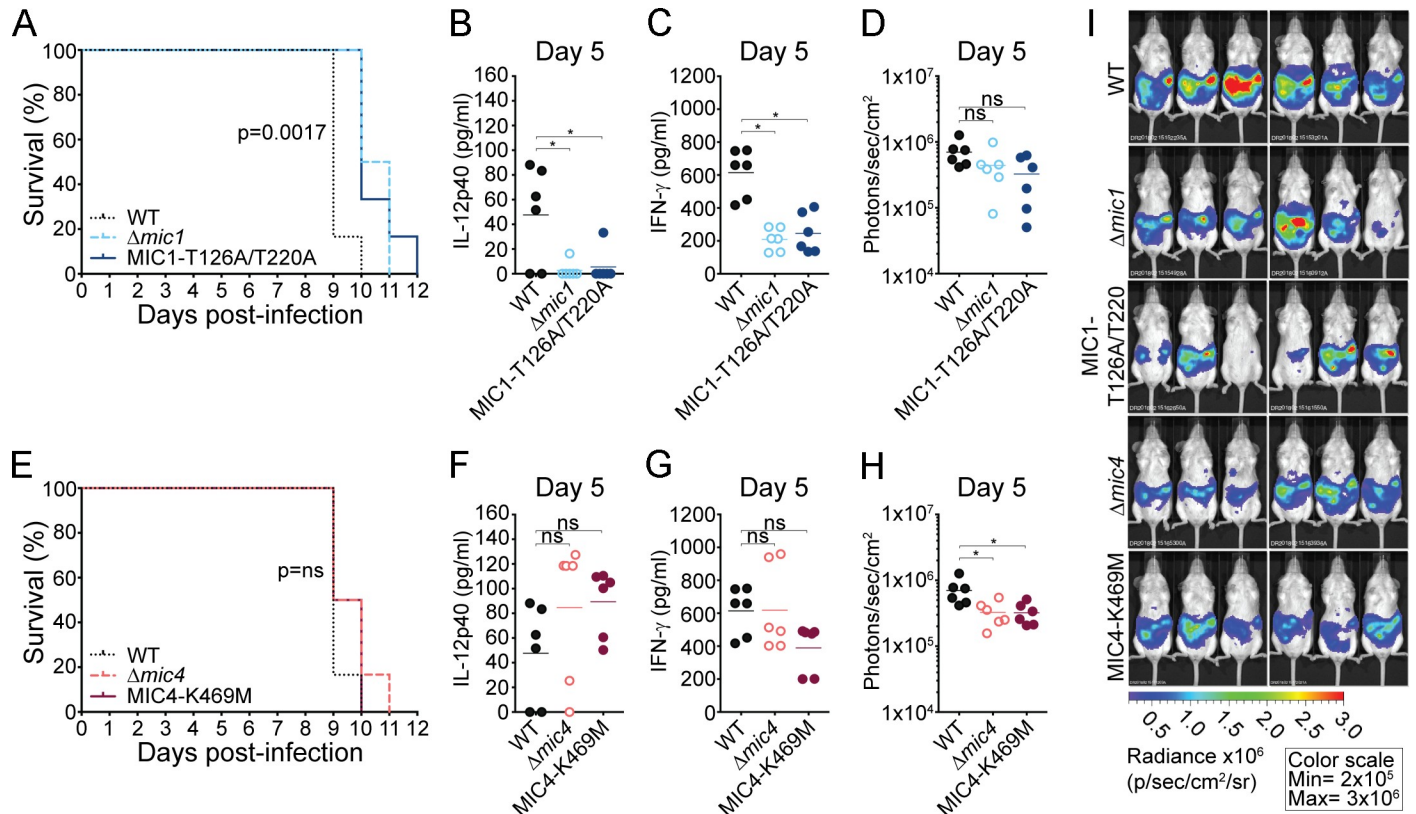 A
100
80
60
40
20
0
Survival (%)
p=0.0017
WT
Δmic1
MIC1-T126A/T220A
0 1 2 3 4 5 6 7 8 9 10 11 12
Days post-infection
B
Day 5
160
140
120
100
80
60
40
20
0
IL-12p40 (pg/ml)
*
*
WT
Δmic1
MIC1-T126A/T220A
C
Day 5
1200
1000
800
600
400
200
0
IFN-γ (pg/ml)
*
*
WT
Δmic1
MIC1-T126A/T220A
D
Day 5
1x10⁷
1x10⁶
1x10⁵
1x10⁴
Photons/sec/cm²
ns
ns
WT
Δmic1
MIC1-T126A/T220A
E
100
80
60
40
20
0
Survival (%)
p=ns
WT
Δmic4
MIC4-K469M
0 1 2 3 4 5 6 7 8 9 10 11 12
Days post-infection
F
Day 5
160
140
120
100
80
60
40
20
0
IL-12p40 (pg/ml)
ns
ns
WT
Δmic4
MIC4-K469M
G
Day 5
1200
1000
800
600
400
200
0
IFN-γ (pg/ml)
ns
ns
WT
Δmic4
MIC4-K469M
H
Day 5
1x10⁷
1x10⁶
1x10⁵
1x10⁴
Photons/sec/cm²
*
*
WT
Δmic4
MIC4-K469M
I
WT
Δmic1
MIC1-
T126A/T220
Δmic4
MIC4-K469M
0.5 1.0 1.5 2.0 2.5 3.0
Radiance x10⁶
(p/sec/cm²/sr)
Color scale
Min= 2x10⁵
Max= 3x10⁶